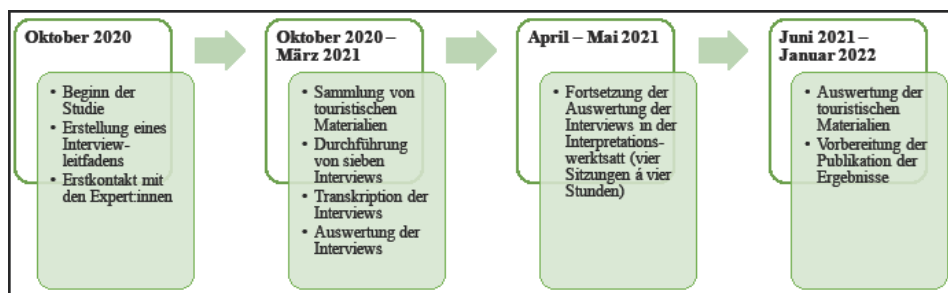 Oktober 2020
• Beginn der
Studie
• Erstellung eines
Interview-
leitfadens
• Erstkontakt mit
den Expert:innen
Oktober 2020 –
März 2021
• Sammlung von
touristischen
Materialien
• Durchführung
von sieben
Interviews
• Transkription der
Interviews
• Auswertung der
Interviews
April – Mai 2021
• Fortsetzung der
Auswertung der
Interviews in der
Interpretations-
werktsatt (vier
Sitzungen á vier
Stunden)
Juni 2021 –
Januar 2022
• Auswertung der
touristischen
Materialien
• Vorbereitung der
Publikation der
Ergebnisse